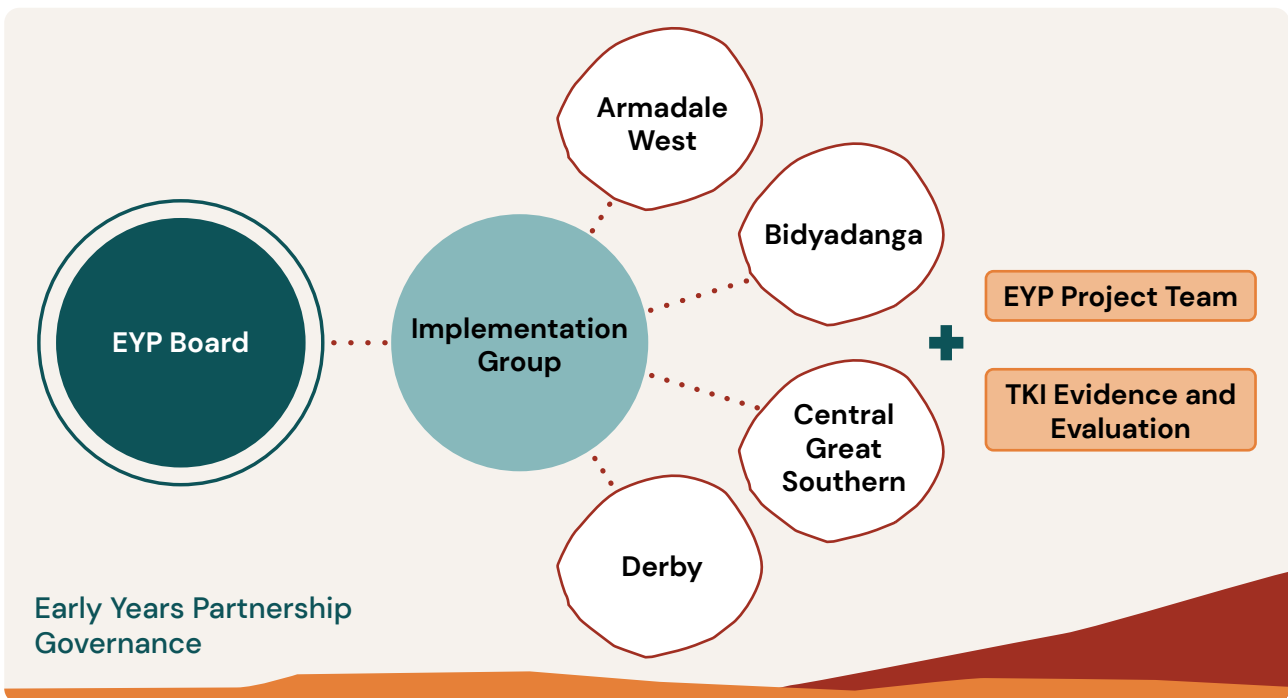 Armadale
West
Bidyadanga
EYP Board
Implementation
Group
EYP Project Team
TKI Evidence and
Evaluation
Central
Great
Southern
Derby
Early Years Partnership
Governance